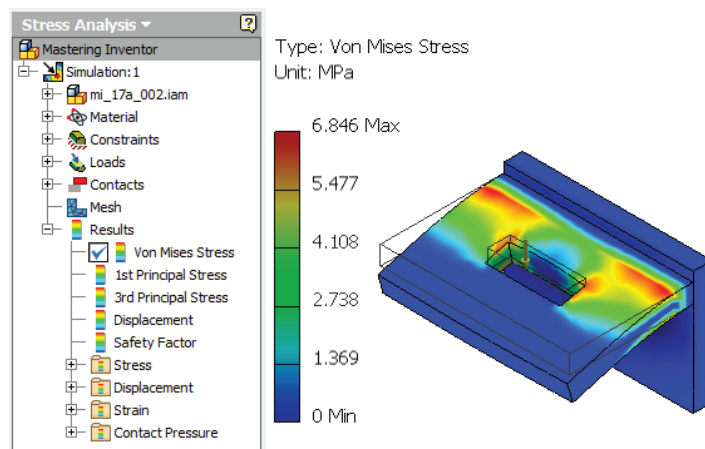 Stress Analysis
Mastering Inventor
Simulation:1
mi_17a_002.iam
Material
Constraints
Loads
Contacts
Mesh
Results
Von Mises Stress
1st Principal Stress
3rd Principal Stress
Displacement
Safety Factor
Stress
Displacement
Strain
Contact Pressure
Type: Von Mises Stress
Unit: MPa
6.846 Max
5.477
4.108
2.738
1.369
0 Min